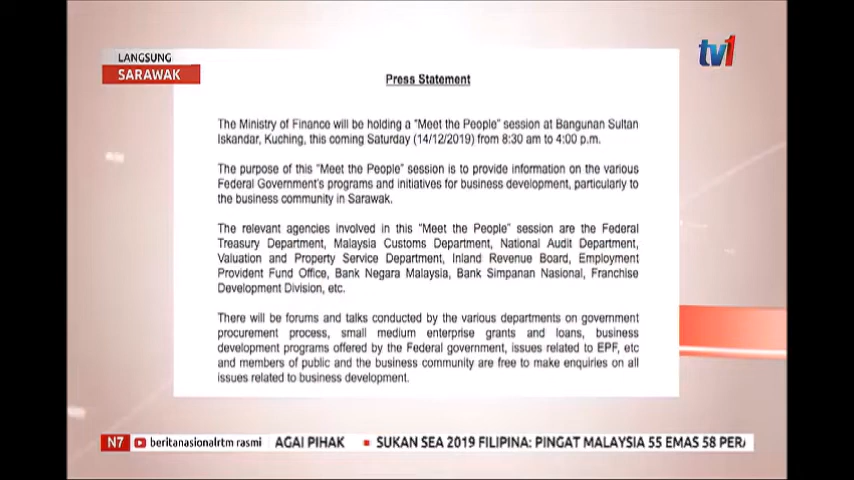 LANGSUNG
SARAWAK
tv1
Press Statement
The Ministry of Finance will be holding a "Meet the People" session at Bangunan Sultan
Iskandar, Kuching, this coming Saturday (14/12/2019) from 8:30 am to 4:00 p.m.
The purpose of this "Meet the People" session is to provide information on the various
Federal Government's programs and initiatives for business development, particularly to
the business community in Sarawak.
The relevant agencies involved in this "Meet the People" session are the Federal
Treasury Department, Malaysia Customs Department, National Audit Department,
Valuation and Property Service Department, Inland Revenue Board, Employment
Provident Fund Office, Bank Negara Malaysia, Bank Simpanan Nasional, Franchise
Development Division, etc.
There will be forums and talks conducted by the various departments on government
procurement process, small medium enterprise grants and loans, business
development programs offered by the Federal government, issues related to EPF, etc
and members of public and the business community are free to make enquiries on all
issues related to business development.
N7 beritanasionalrtm rasmi AGAI PIHAK SUKAN SEA 2019 FILIPINA: PINGAT MALAYSIA 55 EMAS 58 PERA